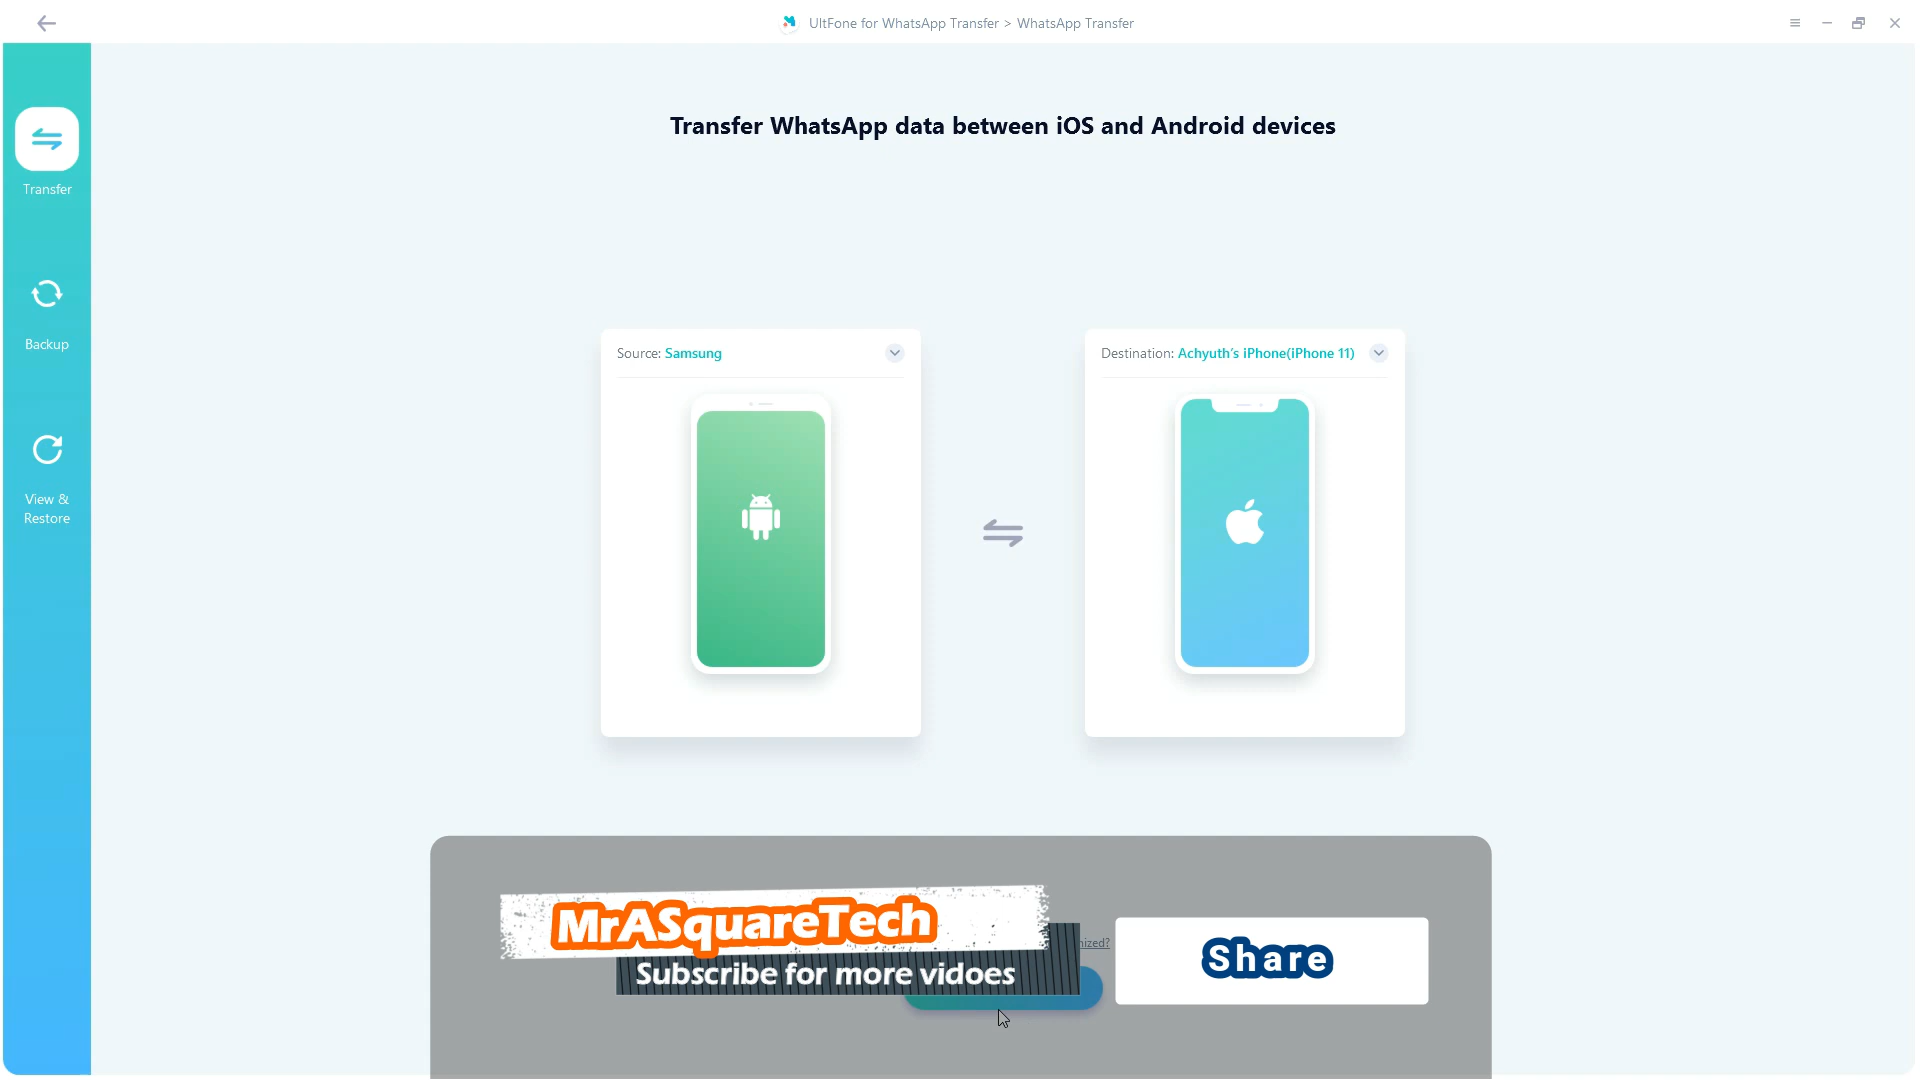 UltFone for WhatsApp Transfer > WhatsApp Transfer
Transfer WhatsApp data between iOS and Android devices
Transfer
Backup
View &
Restore
Source: Samsung
Destination: Achyuth's iPhone(iPhone 11)
MrASquareTech
Subscribe for more vidoes
Share